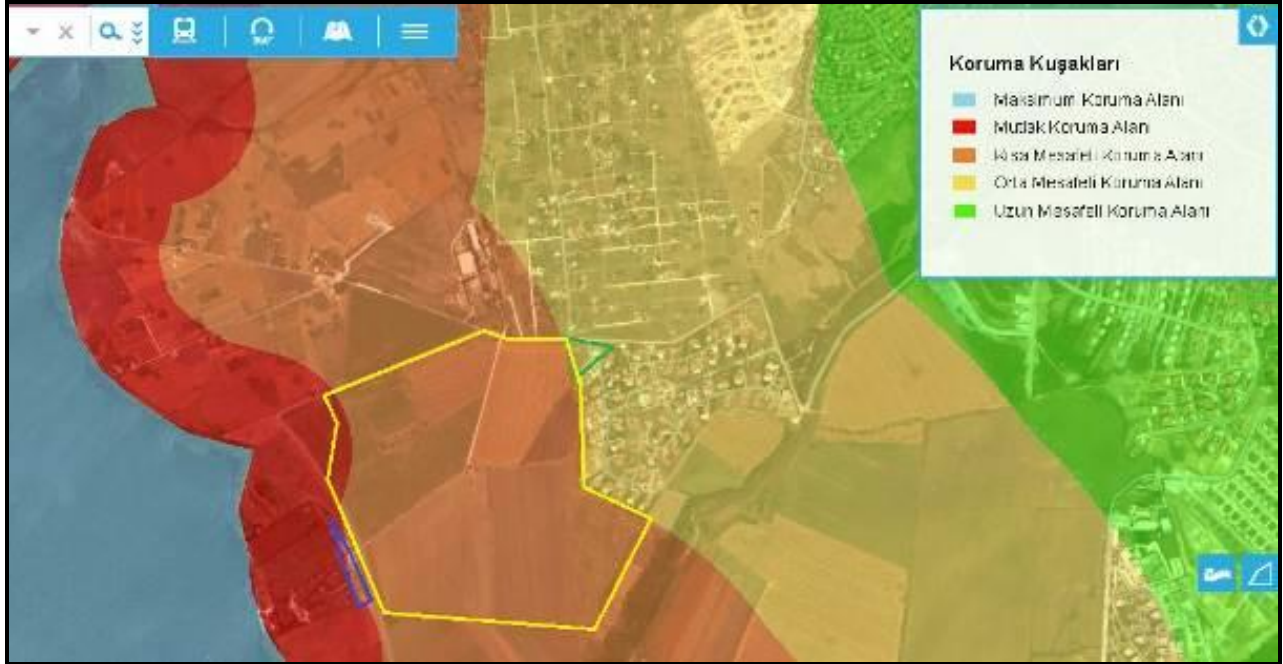 Koruma Kuşakları
Maksimum Koruma Alanı
Mutlak Koruma Alanı
Kısa Mesafeli Koruma Alanı
Orta Mesafeli Koruma Alanı
Uzun Mesafeli Koruma Alanı